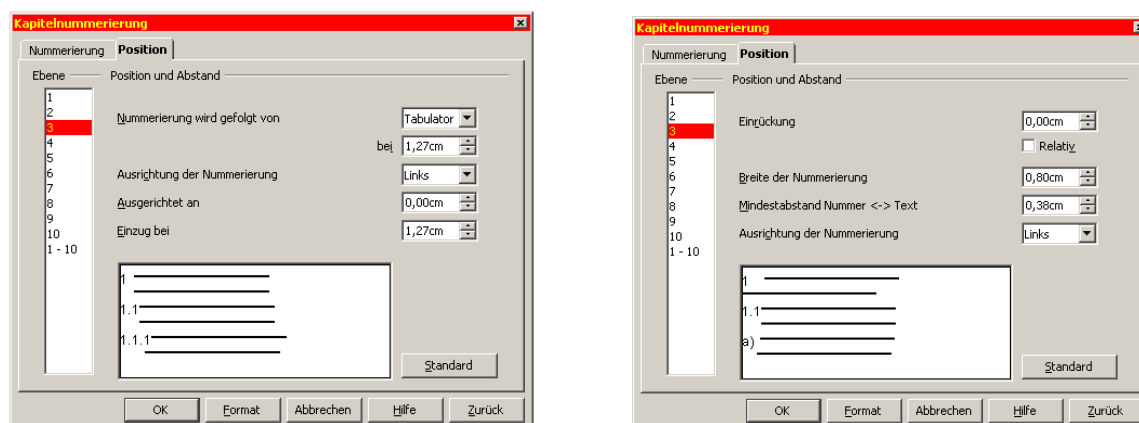 Kapitelnummerierung
Nummerierung Position
Ebene Position und Abstand
1
2
3
4
5
6
7
8
9
10
1 - 10
Nummerierung wird gefolgt von Tabulator
bei 1,27cm
Ausrichtung der Nummerierung Links
Ausgerichtet an 0,00cm
Einzug bei 1,27cm
1
1.1
1.1.1
Standard
OK Format Abbrechen Hilfe Zurück
Kapitelnummerierung
Nummerierung Position
Ebene Position und Abstand
1
2
3
4
5
6
7
8
9
10
1 - 10
Einrückung 0,00cm
Relativ
Breite der Nummerierung 0,80cm
Mindestabstand Nummer <-> Text 0,38cm
Ausrichtung der Nummerierung Links
1
1.1
a)
Standard
OK Format Abbrechen Hilfe Zurück